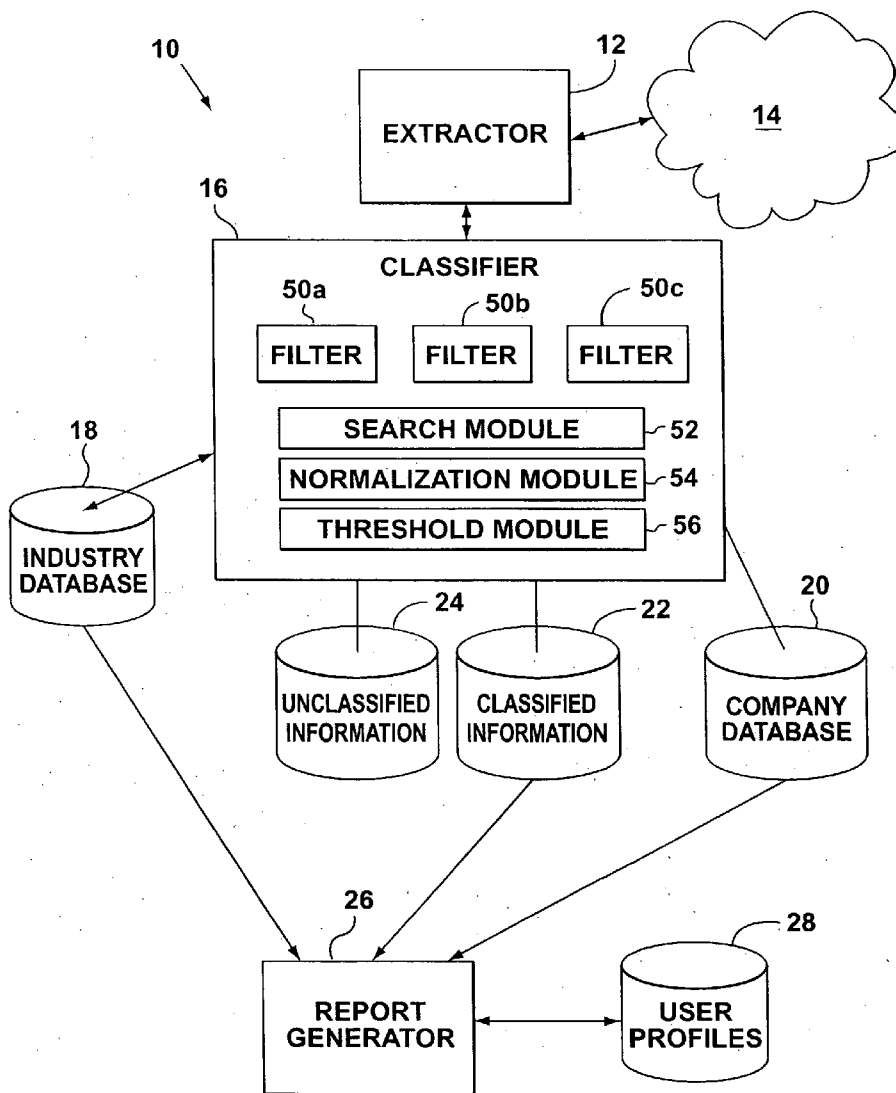 10
12
EXTRACTOR
14
16
CLASSIFIER
50a
50b
50c
FILTER
FILTER
FILTER
SEARCH MODULE
52
NORMALIZATION MODULE
54
THRESHOLD MODULE
56
18
INDUSTRY
DATABASE
24
UNCLASSIFIED
INFORMATION
22
CLASSIFIED
INFORMATION
20
COMPANY
DATABASE
26
REPORT
GENERATOR
28
USER
PROFILES